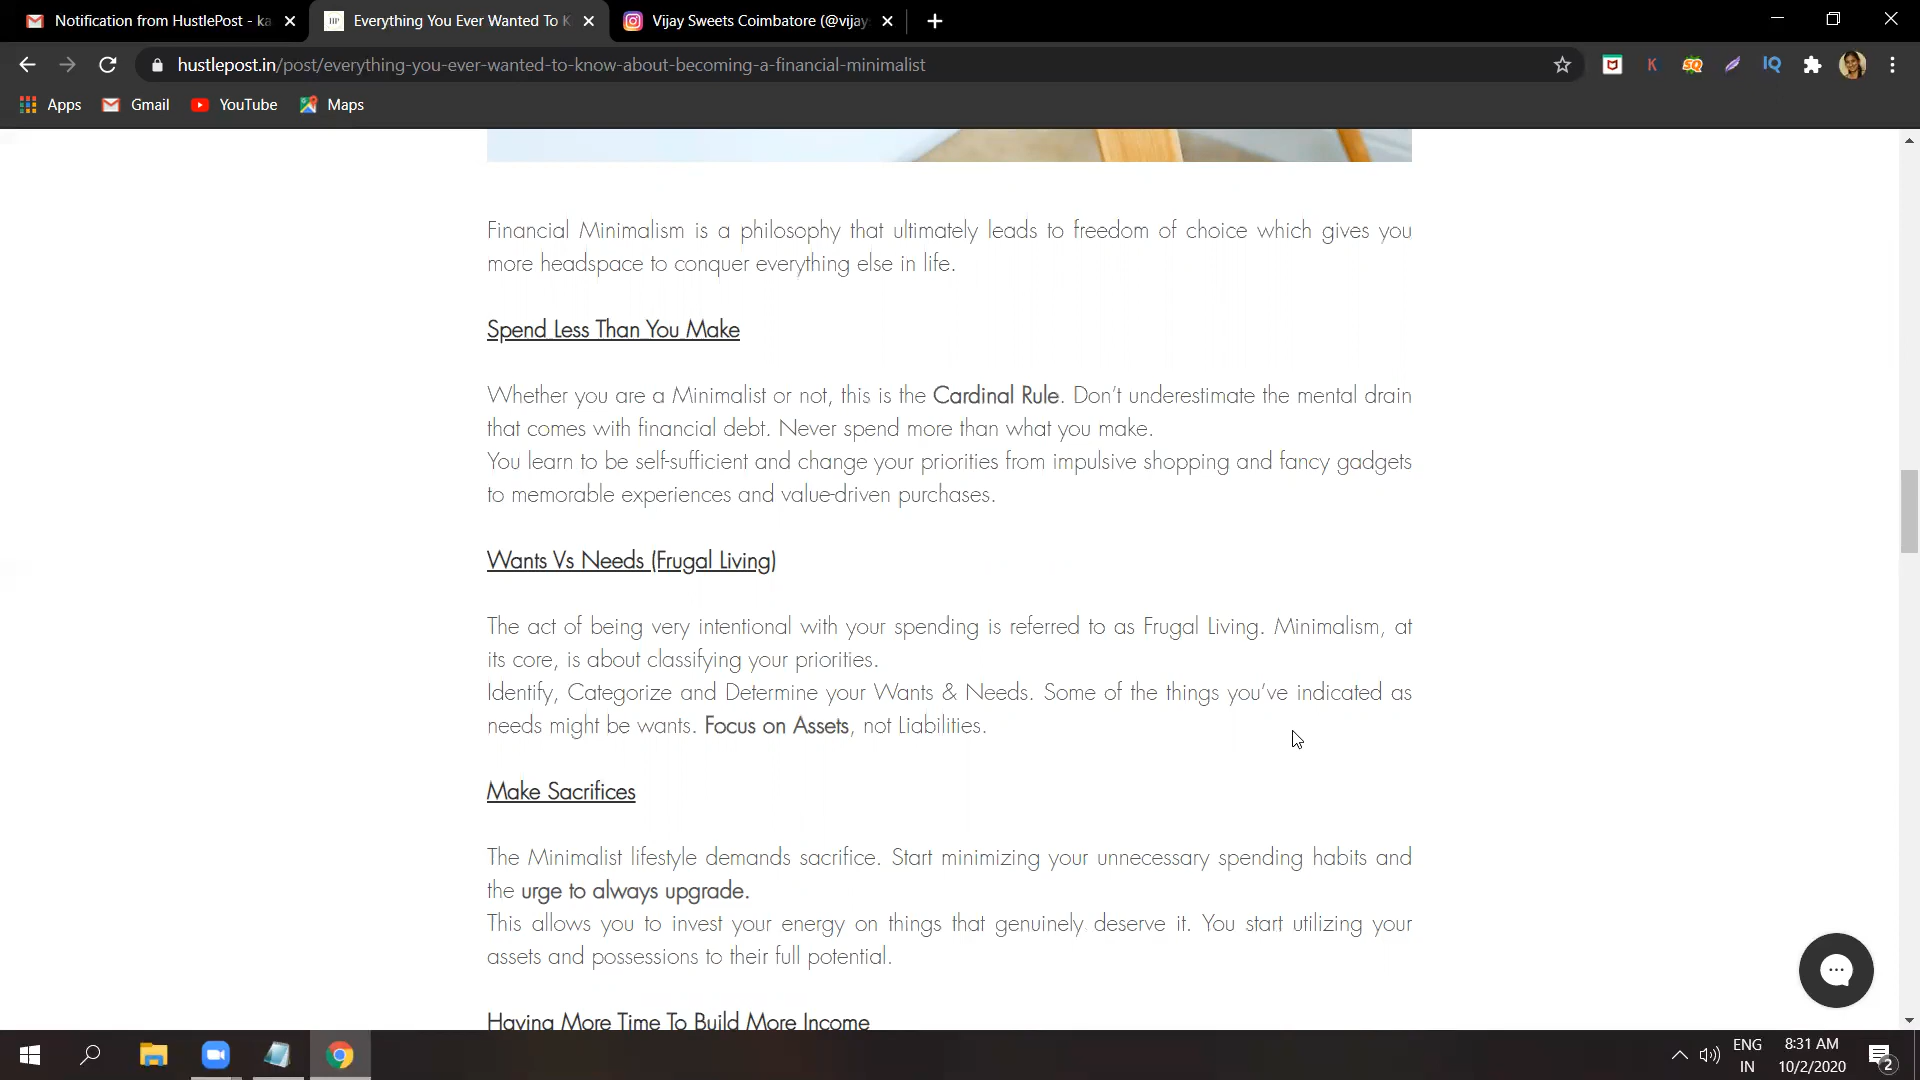 Notification from HustlePost - ka
Everything You Ever Wanted To K
Vijay Sweets Coimbatore (@vijay
hustlepost.in/post/everything-you-ever-wanted-to-know-about-becoming-a-financial-minimalist
Apps Gmail YouTube Maps
Financial Minimalism is a philosophy that ultimately leads to freedom of choice which gives you
more headspace to conquer everything else in life.
Spend Less Than You Make
Whether you are a Minimalist or not, this is the Cardinal Rule. Don't underestimate the mental drain
that comes with financial debt. Never spend more than what you make.
You learn to be self-sufficient and change your priorities from impulsive shopping and fancy gadgets
to memorable experiences and value-driven purchases.
Wants Vs Needs (Frugal Living)
The act of being very intentional with your spending is referred to as Frugal Living. Minimalism, at
its core, is about classifying your priorities.
Identify, Categorize and Determine your Wants & Needs. Some of the things you've indicated as
needs might be wants. Focus on Assets, not Liabilities.
Make Sacrifices
The Minimalist lifestyle demands sacrifice. Start minimizing your unnecessary spending habits and
the urge to always upgrade.
This allows you to invest your energy on things that genuinely deserve it. You start utilizing your
assets and possessions to their full potential.
Having More Time To Build More Income
ENG 8:31 AM
IN 10/2/2020 2